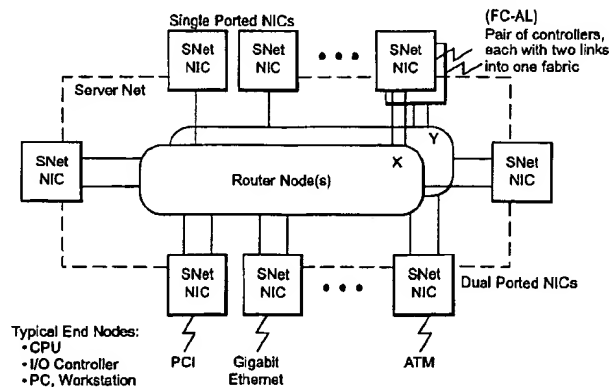 Single Ported NICs
(FC-AL)
Pair of controllers,
each with two links
into one fabric
SNet
NIC
SNet
NIC
SNet
NIC
Server Net
SNet
NIC
Router Node(s)
X
Y
SNet
NIC
SNet
NIC
SNet
NIC
SNet
NIC
Dual Ported NICs
Typical End Nodes:
•CPU
•I/O Controller
•PC, Workstation
PCI
Gigabit
Ethernet
ATM